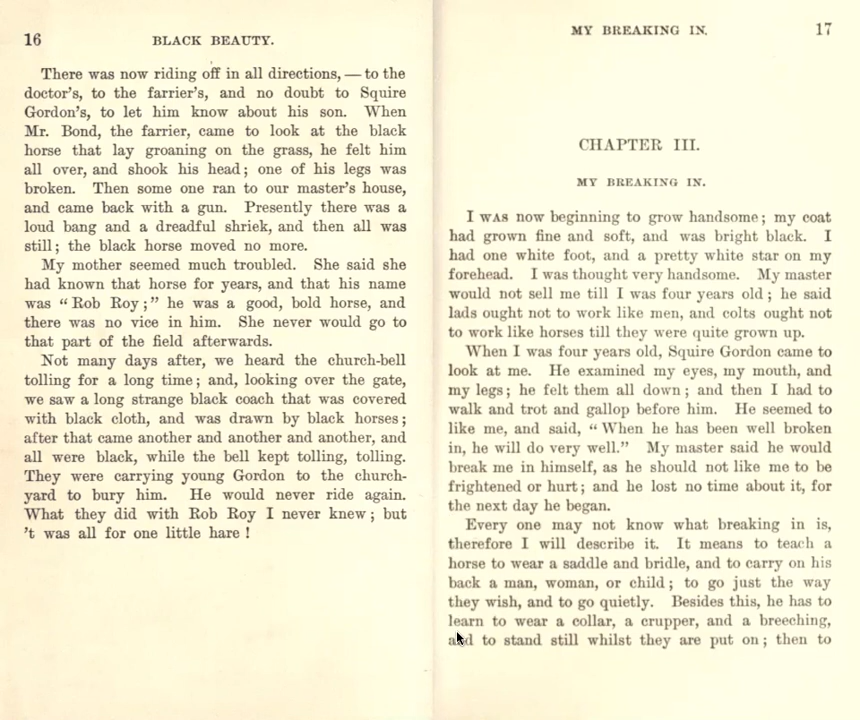 16 BLACK BEAUTY.
There was now riding off in all directions, — to the
doctor's, to the farrier's, and no doubt to Squire
Gordon's, to let him know about his son. When
Mr. Bond, the farrier, came to look at the black
horse that lay groaning on the grass, he felt him
all over, and shook his head; one of his legs was
broken. Then some one ran to our master's house,
and came back with a gun. Presently there was a
loud bang and a dreadful shriek, and then all was
still; the black horse moved no more.
My mother seemed much troubled. She said she
had known that horse for years, and that his name
was "Rob Roy;" he was a good, bold horse, and
there was no vice in him. She never would go to
that part of the field afterwards.
Not many days after, we heard the church-bell
tolling for a long time; and, looking over the gate,
we saw a long strange black coach that was covered
with black cloth, and was drawn by black horses;
after that came another and another and another, and
all were black, while the bell kept tolling, tolling.
They were carrying young Gordon to the church-
yard to bury him. He would never ride again.
What they did with Rob Roy I never knew; but
't was all for one little hare!
MY BREAKING IN. 17
CHAPTER III.
MY BREAKING IN.
I WAS now beginning to grow handsome; my coat
had grown fine and soft, and was bright black. I
had one white foot, and a pretty white star on my
forehead. I was thought very handsome. My master
would not sell me till I was four years old; he said
lads ought not to work like men, and colts ought not
to work like horses till they were quite grown up.
When I was four years old, Squire Gordon came to
look at me. He examined my eyes, my mouth, and
my legs; he felt them all down; and then I had to
walk and trot and gallop before him. He seemed to
like me, and said, "When he has been well broken
in, he will do very well." My master said he would
break me in himself, as he should not like me to be
frightened or hurt; and he lost no time about it, for
the next day he began.
Every one may not know what breaking in is,
therefore I will describe it. It means to teach a
horse to wear a saddle and bridle, and to carry on his
back a man, woman, or child; to go just the way
they wish, and to go quietly. Besides this, he has to
learn to wear a collar, a crupper, and a breeching,
and to stand still whilst they are put on; then to